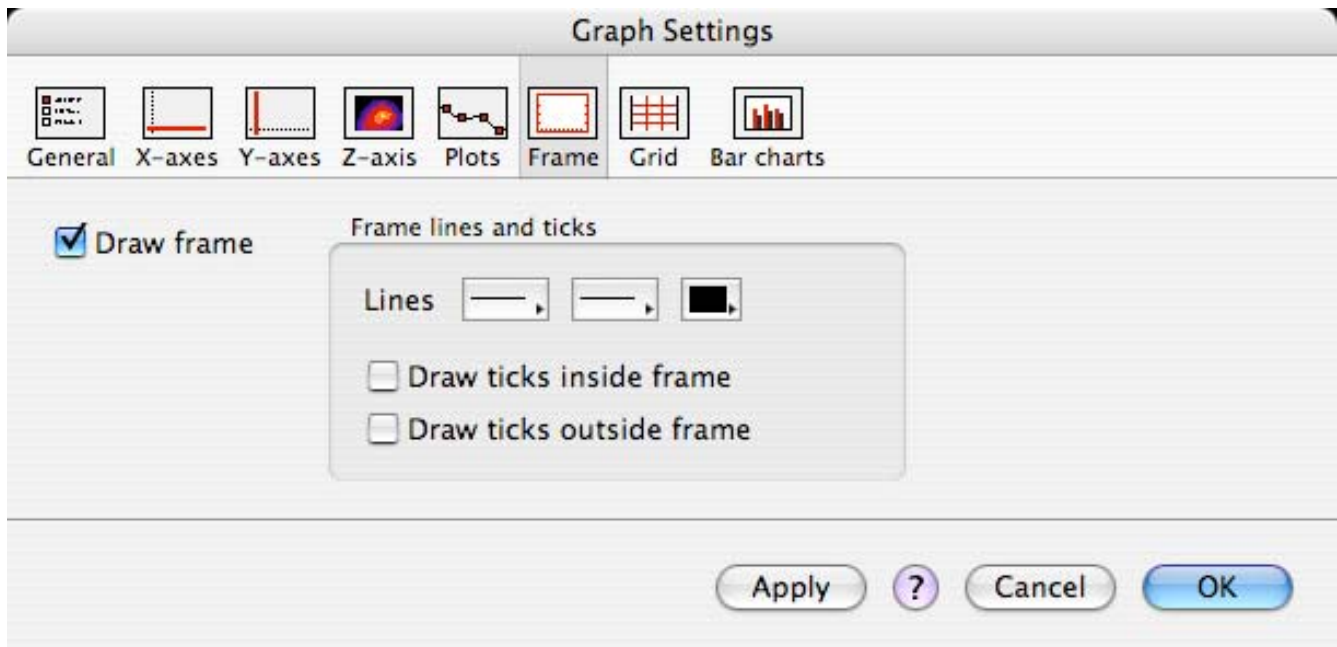 Graph Settings
General X-axes Y-axes Z-axis Plots Frame Grid Bar charts
Draw frame
Frame lines and ticks
Lines
Draw ticks inside frame
Draw ticks outside frame
Apply ? Cancel OK